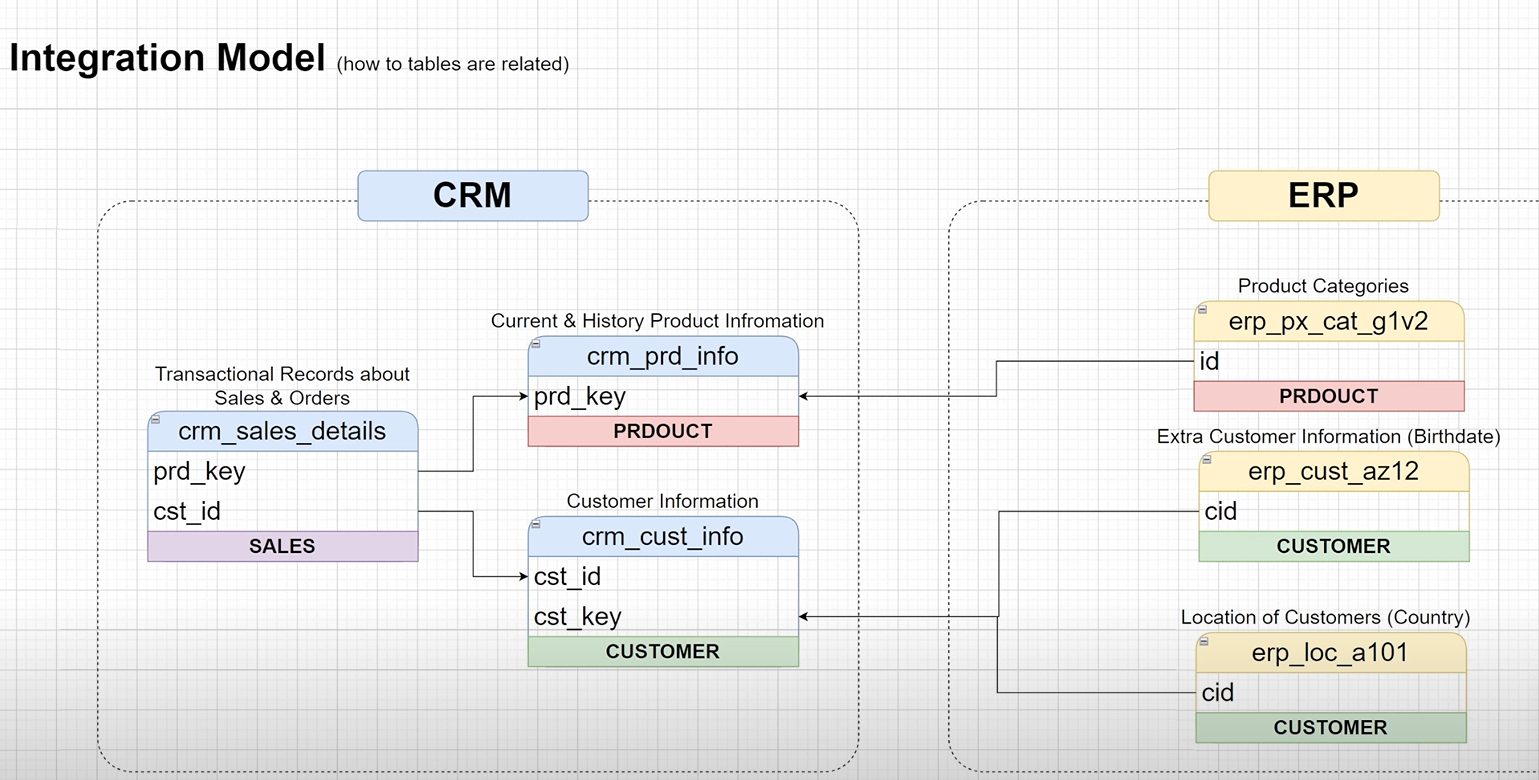 Integration Model (how to tables are related)
CRM
ERP
Transactional Records about
Sales & Orders
crm_sales_details
prd_key
cst_id
SALES
Current & History Product Infromation
crm_prd_info
prd_key
PRDOUCT
Customer Information
crm_cust_info
cst_id
cst_key
CUSTOMER
Product Categories
erp_px_cat_g1v2
id
PRDOUCT
Extra Customer Information (Birthdate)
erp_cust_az12
cid
CUSTOMER
Location of Customers (Country)
erp_loc_a101
cid
CUSTOMER